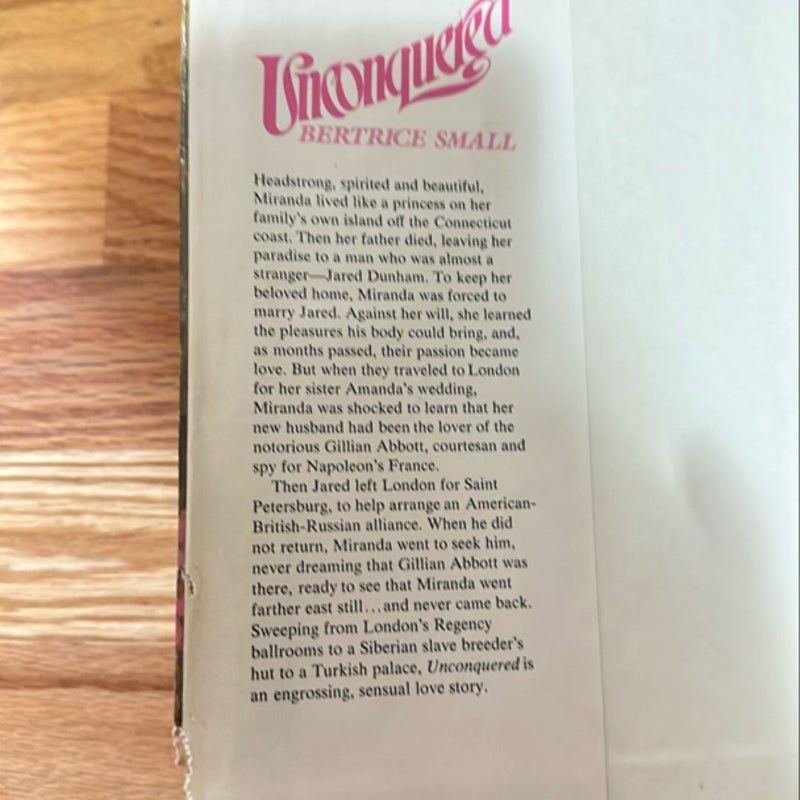 Unconquered
BERTRICE SMALL
Headstrong, spirited and beautiful,
Miranda lived like a princess on her
family's own island off the Connecticut
coast. Then her father died, leaving her
paradise to a man who was almost a
stranger—Jared Dunham. To keep her
beloved home, Miranda was forced to
marry Jared. Against her will, she learned
the pleasures his body could bring, and,
as months passed, their passion became
love. But when they traveled to London
for her sister Amanda's wedding,
Miranda was shocked to learn that her
new husband had been the lover of the
notorious Gillian Abbott, courtesan and
spy for Napoleon's France.
Then Jared left London for Saint
Petersburg, to help arrange an American-
British-Russian alliance. When he did
not return, Miranda went to seek him,
never dreaming that Gillian Abbott was
there, ready to see that Miranda went
farther east still...and never came back.
Sweeping from London's Regency
ballrooms to a Siberian slave breeder's
hut to a Turkish palace, Unconquered is
an engrossing, sensual love story.